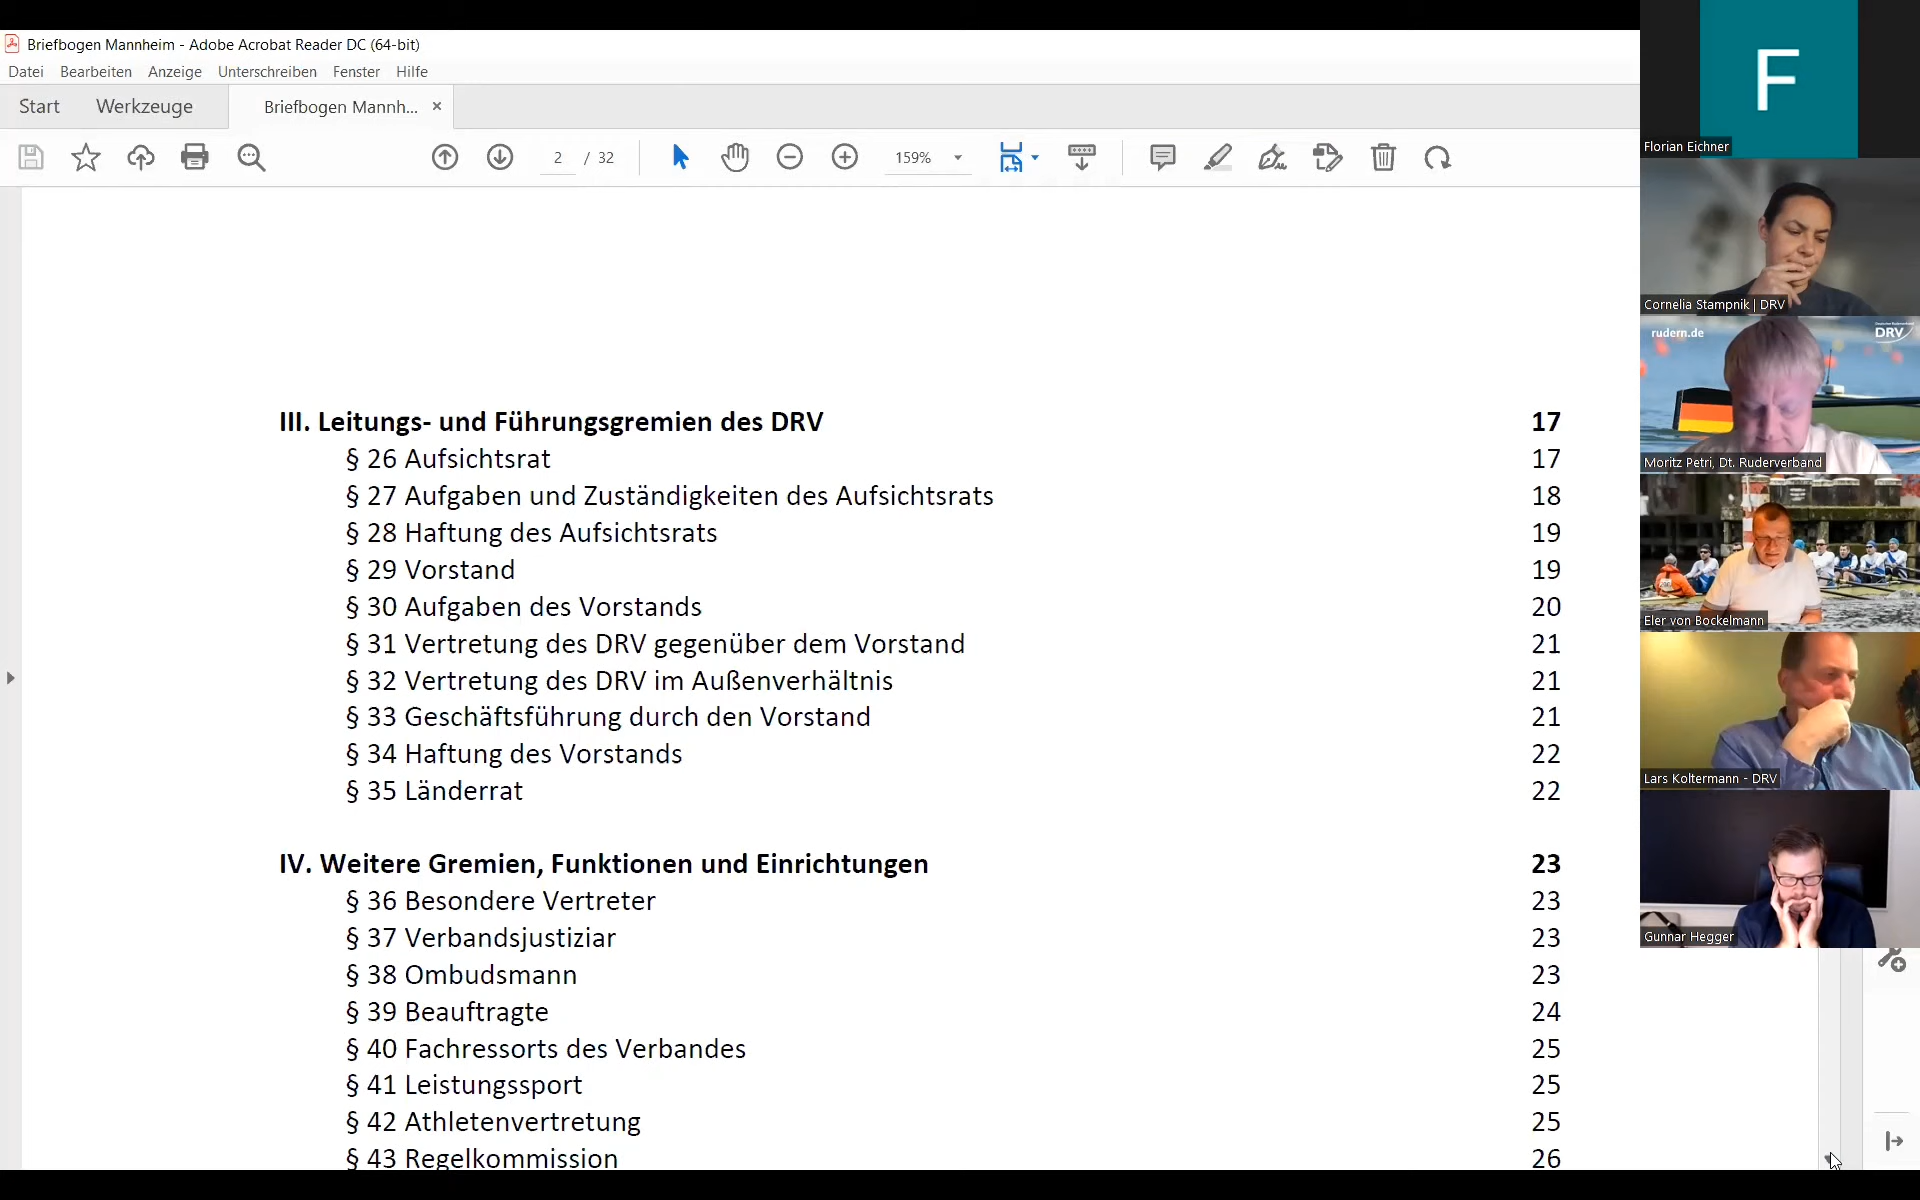 Briefbogen Mannheim - Adobe Acrobat Reader DC (64-bit)
Datei Bearbeiten Anzeige Unterschreiben Fenster Hilfe
Start Werkzeuge Briefbogen Mannh... ×
2 / 32 159%
III. Leitungs- und Führungsgremien des DRV 17
§ 26 Aufsichtsrat 17
§ 27 Aufgaben und Zuständigkeiten des Aufsichtsrats 18
§ 28 Haftung des Aufsichtsrats 19
§ 29 Vorstand 19
§ 30 Aufgaben des Vorstands 20
§ 31 Vertretung des DRV gegenüber dem Vorstand 21
§ 32 Vertretung des DRV im Außenverhältnis 21
§ 33 Geschäftsführung durch den Vorstand 21
§ 34 Haftung des Vorstands 22
§ 35 Länderrat 22
IV. Weitere Gremien, Funktionen und Einrichtungen 23
§ 36 Besondere Vertreter 23
§ 37 Verbandsjustiziar 23
§ 38 Ombudsmann 23
§ 39 Beauftragte 24
§ 40 Fachressorts des Verbandes 25
§ 41 Leistungssport 25
§ 42 Athletenvertretung 25
§ 43 Regelkommission 26
F
Florian Eichner
Cornelia Stampnik | DRV
rudern.de
DRV
Moritz Petri, Dt. Ruderverband
Eler von Bockelmann
Lars Koltermann - DRV
Gunnar Hegger